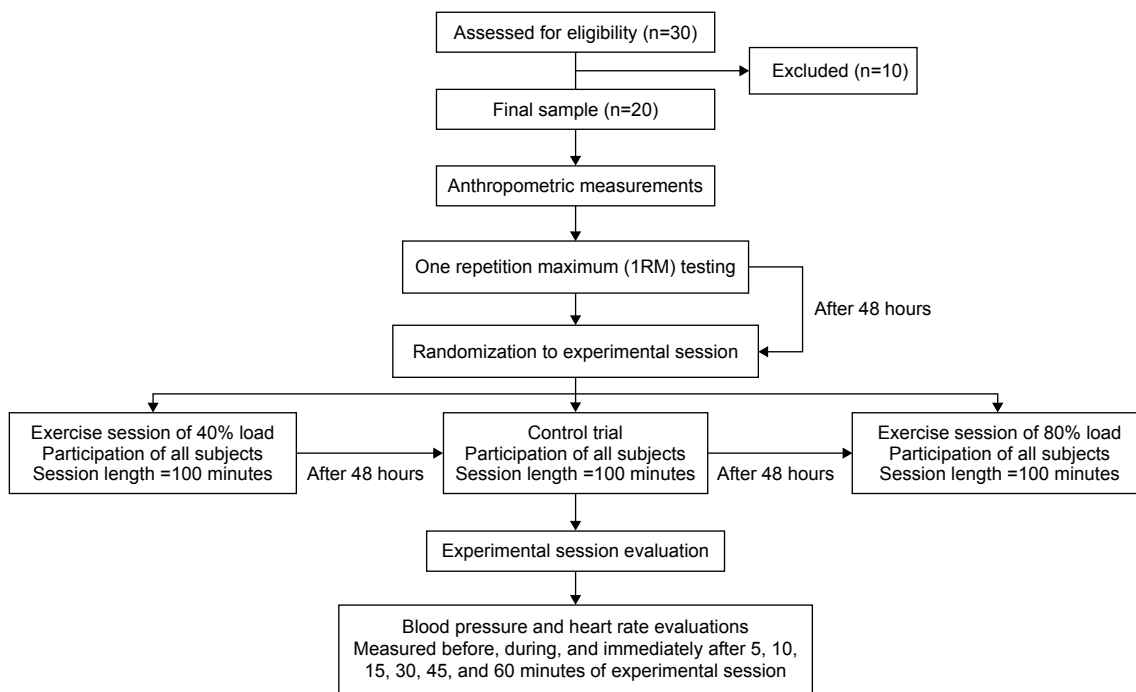 Assessed for eligibility (n=30)
Excluded (n=10)
Final sample (n=20)
Anthropometric measurements
One repetition maximum (1RM) testing
After 48 hours
Randomization to experimental session
Exercise session of 40% load
Participation of all subjects
Session length =100 minutes
After 48 hours
Control trial
Participation of all subjects
Session length =100 minutes
After 48 hours
Exercise session of 80% load
Participation of all subjects
Session length =100 minutes
Experimental session evaluation
Blood pressure and heart rate evaluations
Measured before, during, and immediately after 5, 10,
15, 30, 45, and 60 minutes of experimental session